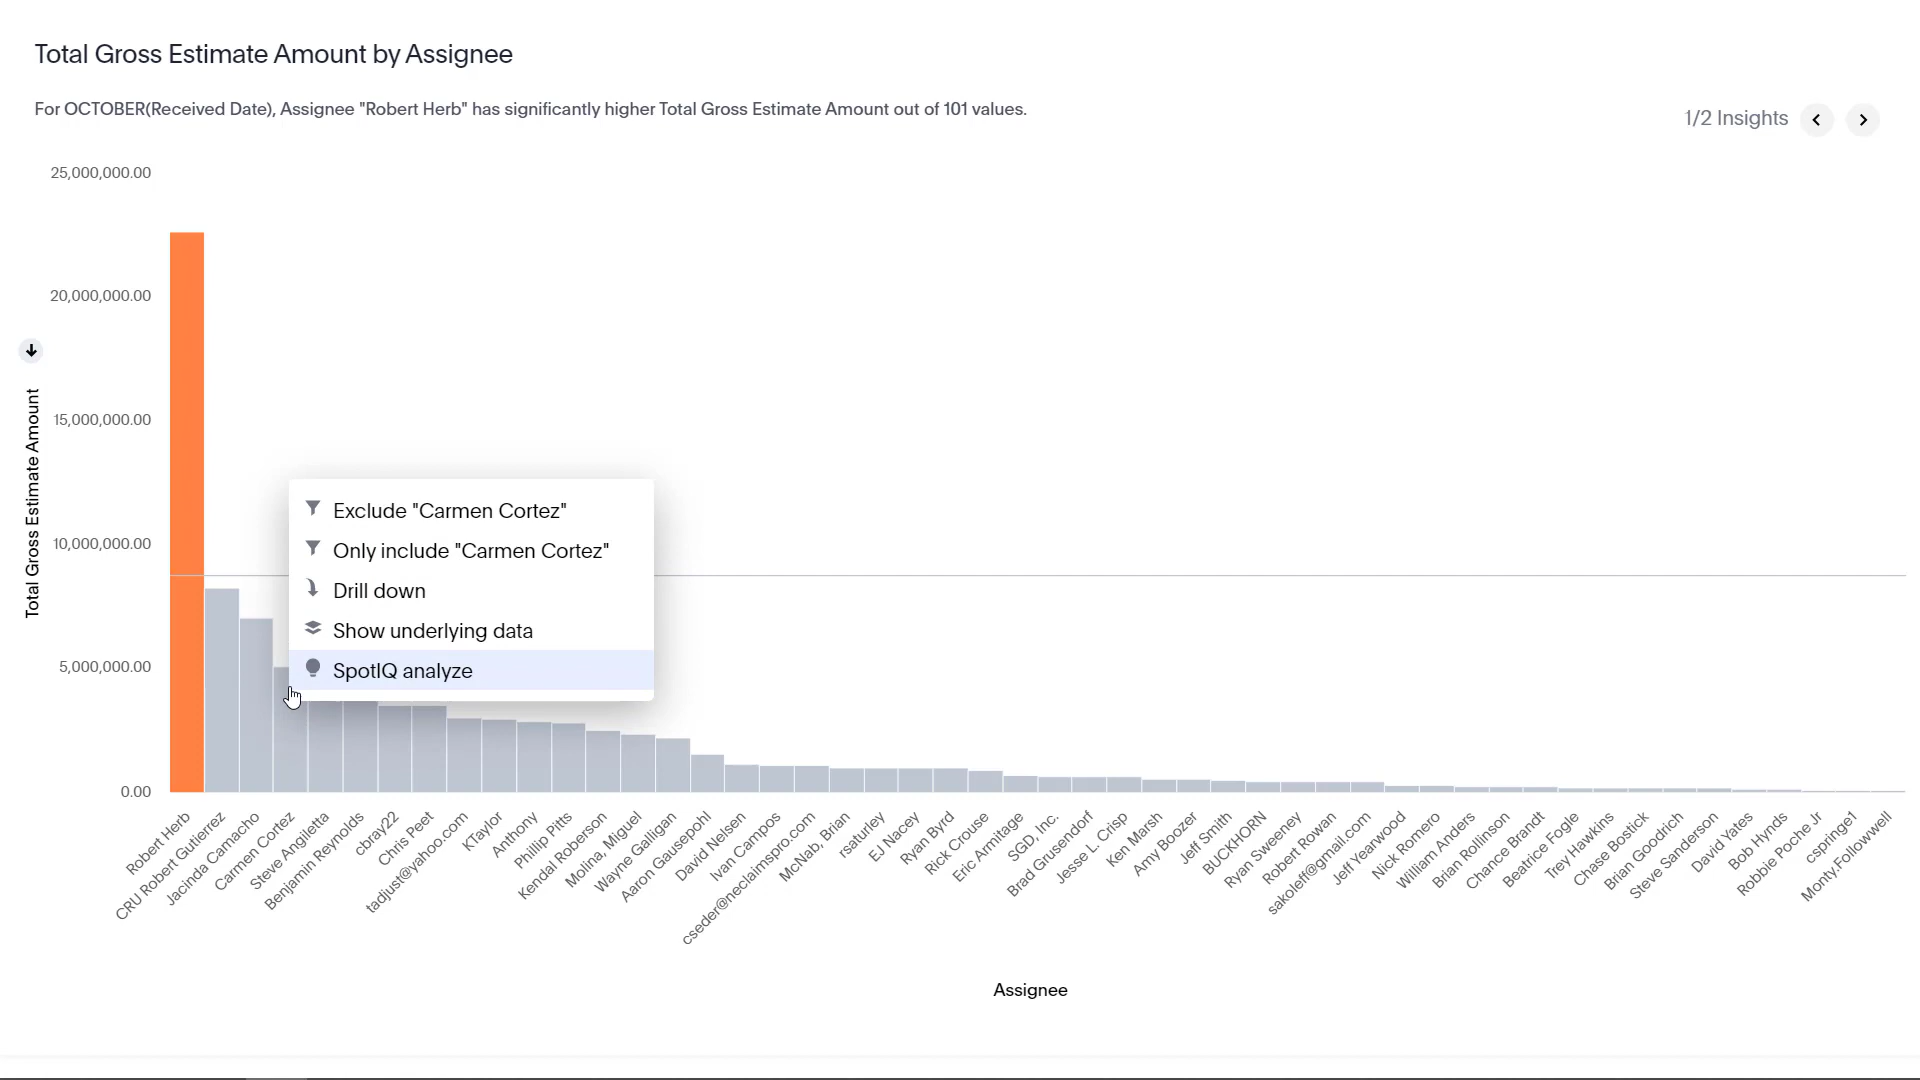 Total Gross Estimate Amount by Assignee
For OCTOBER(Received Date), Assignee "Robert Herb" has significantly higher Total Gross Estimate Amount out of 101 values.
1/2 Insights
25,000,000.00
20,000,000.00
15,000,000.00
10,000,000.00
5,000,000.00
0.00
Total Gross Estimate Amount
Exclude "Carmen Cortez"
Only include "Carmen Cortez"
Drill down
Show underlying data
SpotIQ analyze
Robert Herb
CRU Robert Gutierrez
Jacinda Camacho
Carmen Cortez
Steve Angiletta
Benjamin Reynolds
cbray22
Chris Peet
tadjust@yahoo.com
KTaylor
Anthony
Phillip Pitts
Kendal Roberson
Molina, Miguel
Wayne Galligan
Aaron Gausepohl
David Nelsen
Ivan Campos
cseder@neclaimspro.com
McNab, Brian
rsaturley
EJ Nacey
Ryan Byrd
Rick Crouse
Eric Armitage
SGD, Inc.
Brad Grusendorf
Jesse L. Crisp
Ken Marsh
Amy Boozer
Jeff Smith
BUCKHORN
Ryan Sweeney
Robert Rowan
sakoleff@gmail.com
Jeff Yearwood
Nick Romero
William Anders
Brian Rollinson
Chance Brandt
Beatrice Fogle
Trey Hawkins
Chase Bostick
Brian Goodrich
Steve Sanderson
David Yates
Bob Hynds
Robbie Poche Jr
cspringe1
Monty.Followwell
Assignee